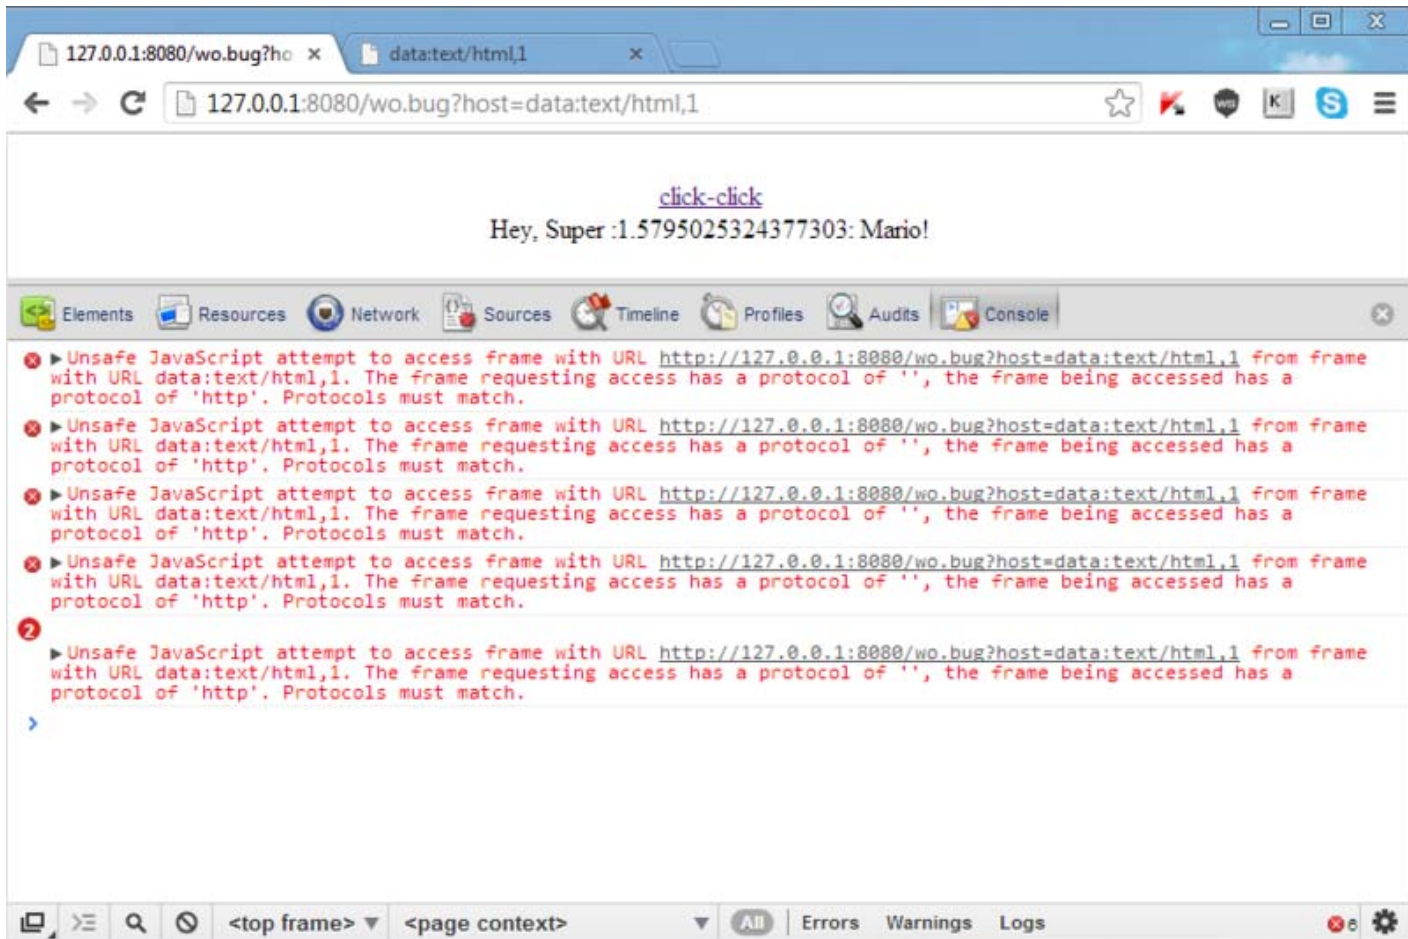 127.0.0.1:8080/wo.bug?ho
data:text/html,1
127.0.0.1:8080/wo.bug?host=data:text/html,1
click-click
Hey, Super :1.5795025324377303: Mario!
Elements Resources Network Sources Timeline Profiles Audits Console
Unsafe JavaScript attempt to access frame with URL http://127.0.0.1:8080/wo.bug?host=data:text/html,1 from frame
with URL data:text/html,1. The frame requesting access has a protocol of '', the frame being accessed has a
protocol of 'http'. Protocols must match.
Unsafe JavaScript attempt to access frame with URL http://127.0.0.1:8080/wo.bug?host=data:text/html,1 from frame
with URL data:text/html,1. The frame requesting access has a protocol of '', the frame being accessed has a
protocol of 'http'. Protocols must match.
Unsafe JavaScript attempt to access frame with URL http://127.0.0.1:8080/wo.bug?host=data:text/html,1 from frame
with URL data:text/html,1. The frame requesting access has a protocol of '', the frame being accessed has a
protocol of 'http'. Protocols must match.
Unsafe JavaScript attempt to access frame with URL http://127.0.0.1:8080/wo.bug?host=data:text/html,1 from frame
with URL data:text/html,1. The frame requesting access has a protocol of '', the frame being accessed has a
protocol of 'http'. Protocols must match.
2
Unsafe JavaScript attempt to access frame with URL http://127.0.0.1:8080/wo.bug?host=data:text/html,1 from frame
with URL data:text/html,1. The frame requesting access has a protocol of '', the frame being accessed has a
protocol of 'http'. Protocols must match.
<top frame> <page context> All Errors Warnings Logs 6